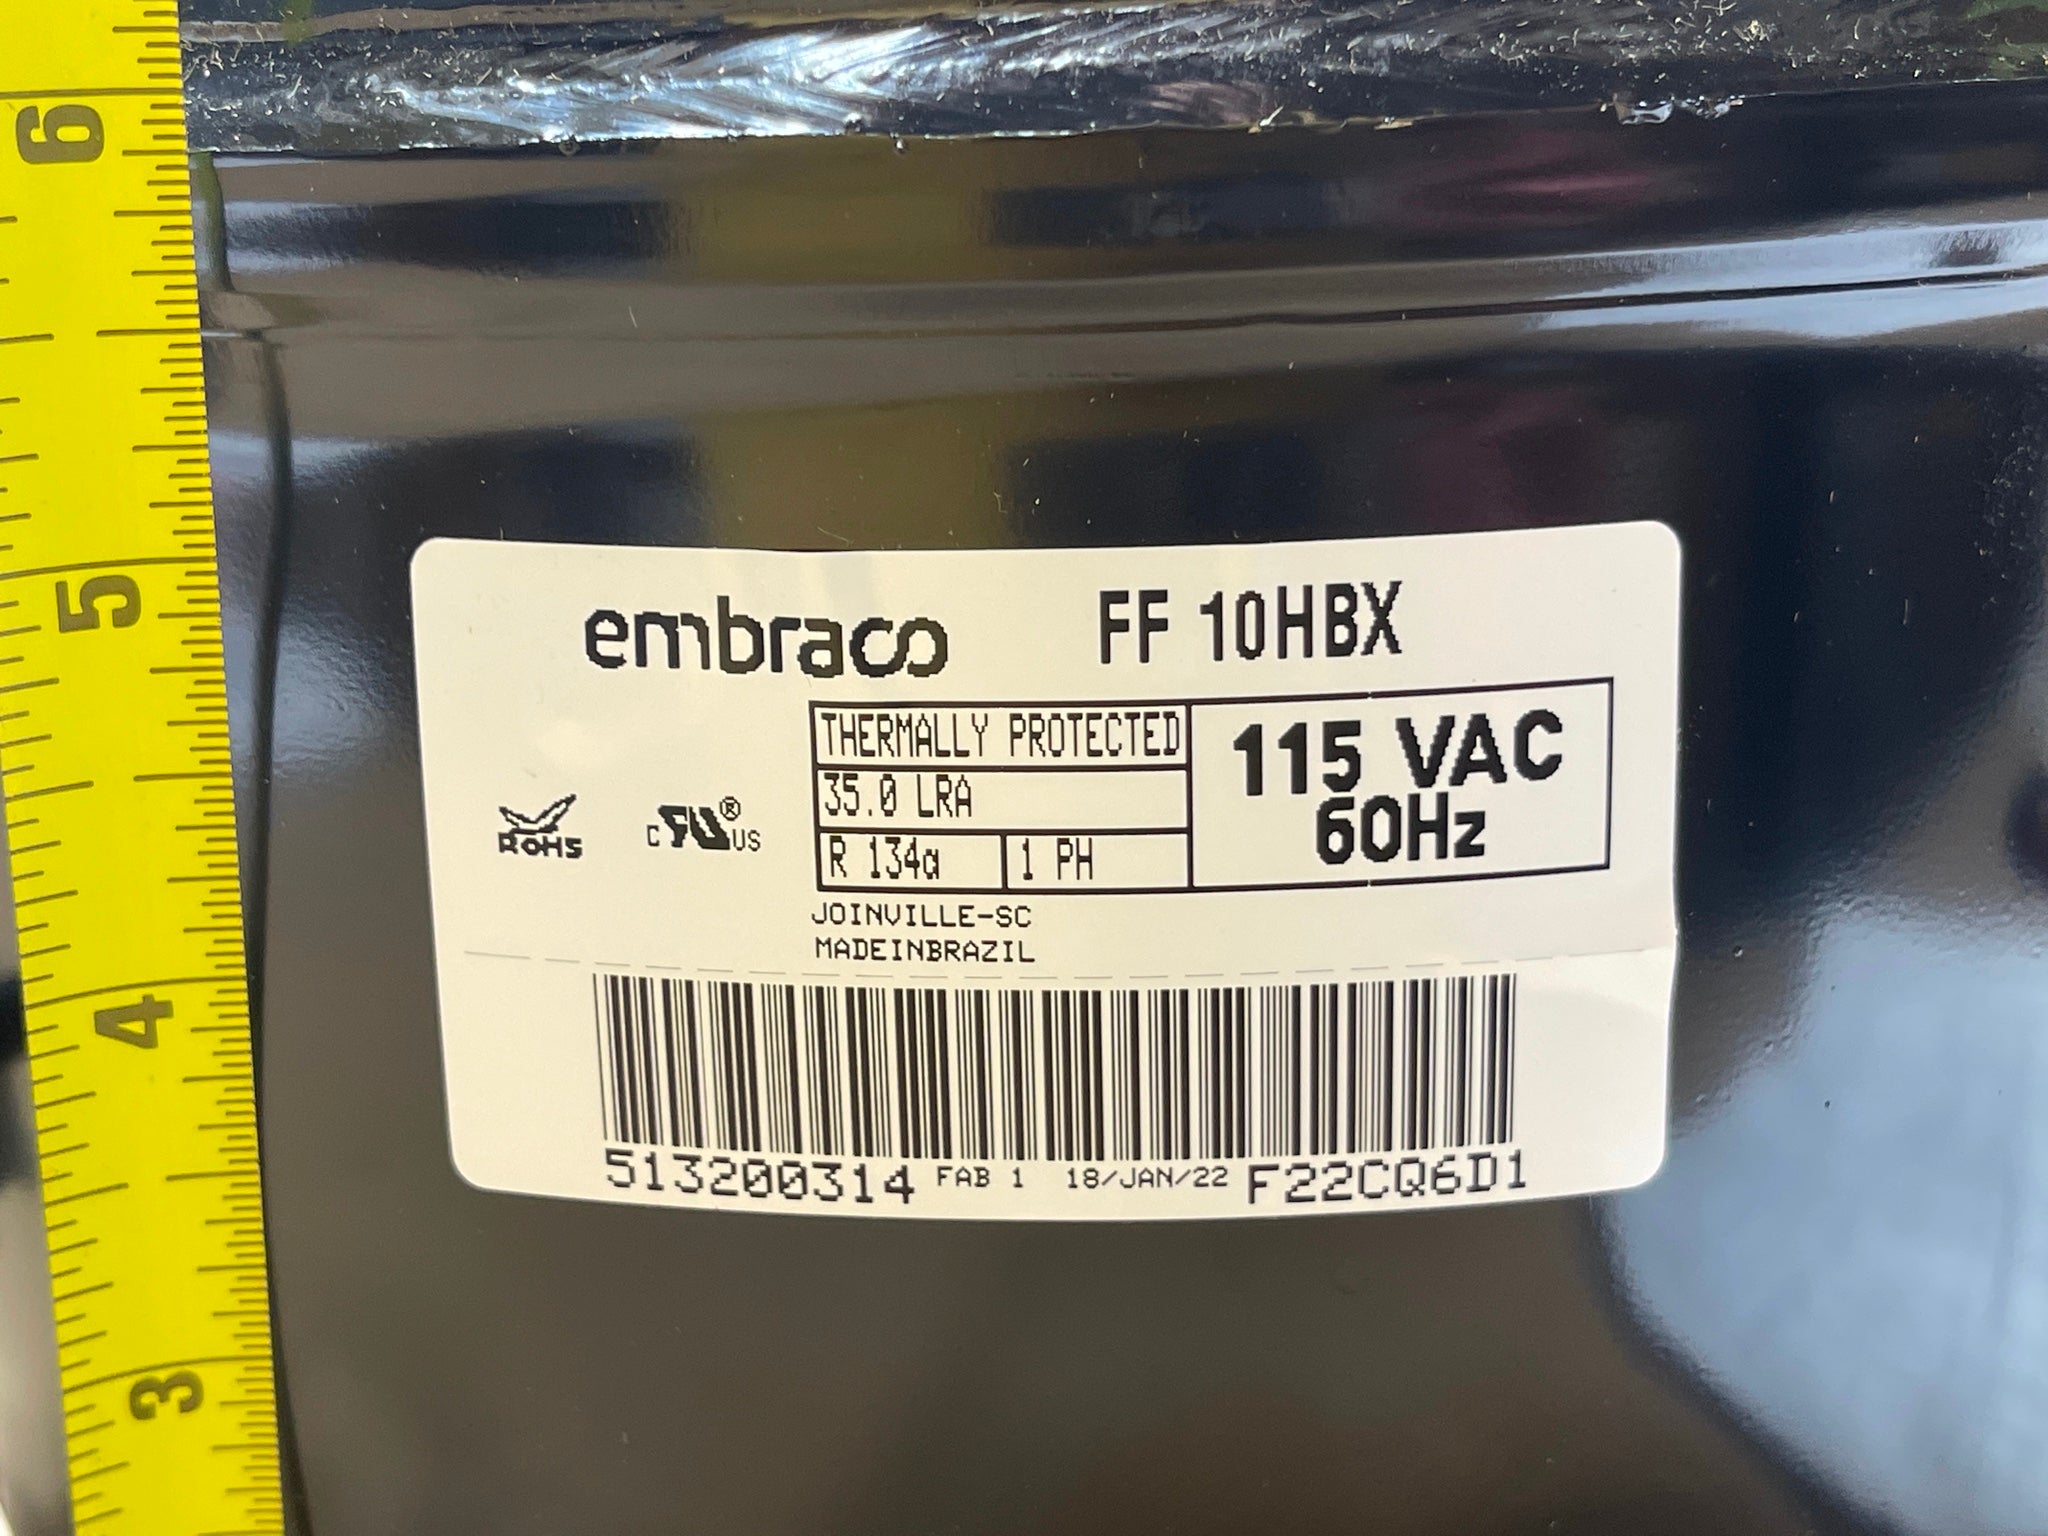 6
5
4
3
embraco FF 10HBX
THERMALLY PROTECTED
35.0 LRA
R 134a 1 PH
115 VAC
60Hz
RoHS
c UR ® US
JOINVILLE-SC
MADEINBRAZIL
513200314 FAB 1 18/JAN/22 F22CQ6D1